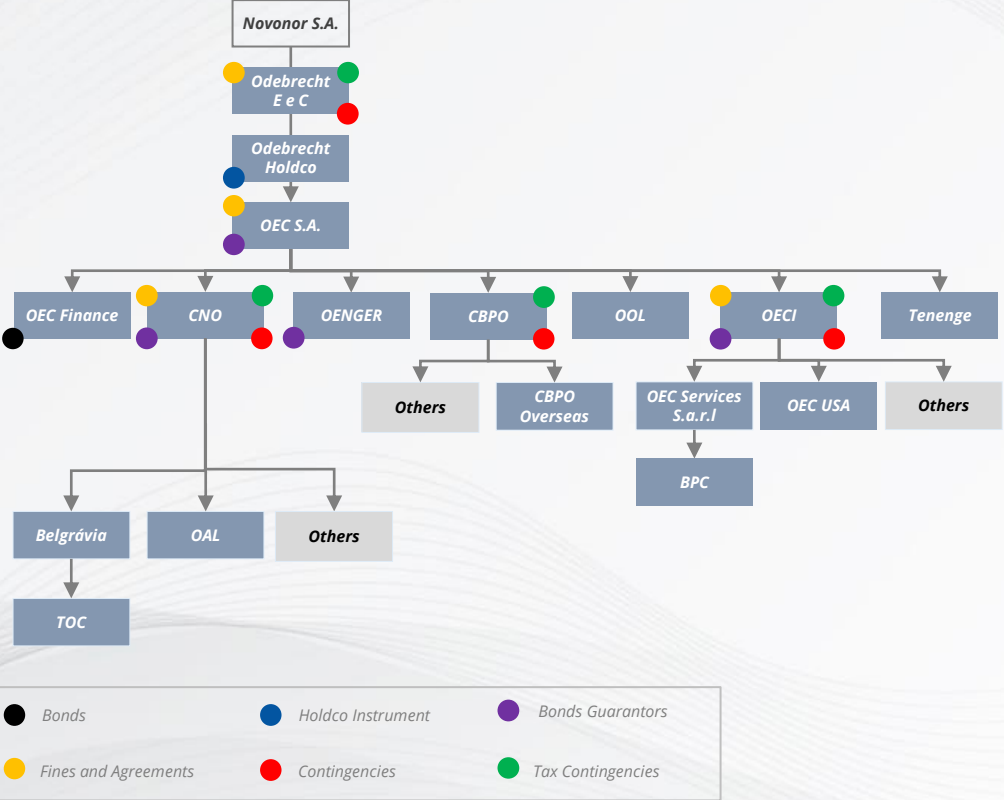 Novonor S.A.
Odebrecht
E e C
Odebrecht
Holdco
OEC S.A.
OEC Finance
CNO
OENGER
CBPO
OOL
OECI
Tenenge
Others
CBPO
Overseas
OEC Services
S.a.r.l
OEC USA
Others
BPC
Belgrávia
OAL
Others
TOC
Bonds
Holdco Instrument
Bonds Guarantors
Fines and Agreements
Contingencies
Tax Contingencies